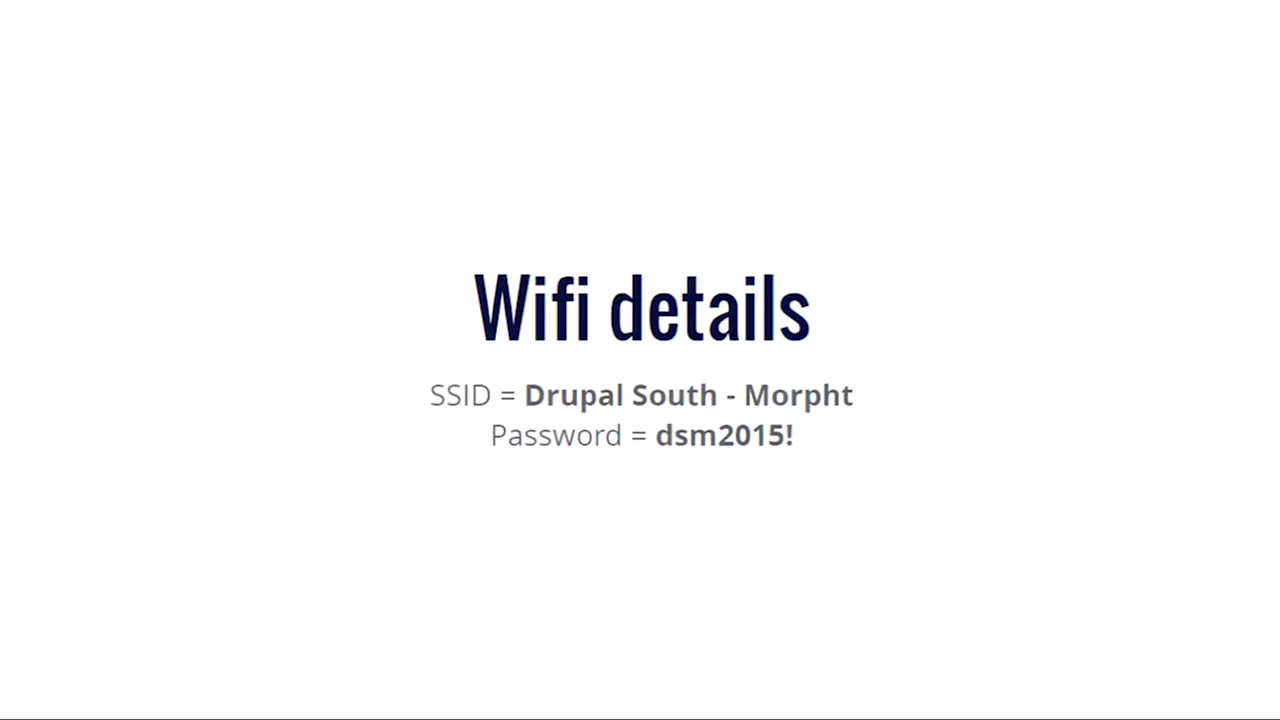 Wifi details
SSID = Drupal South - Morpht
Password = dsm2015!